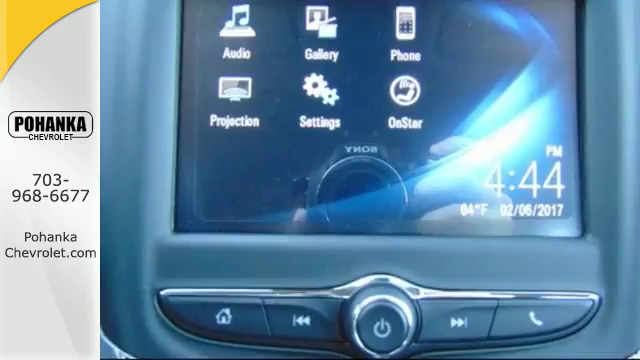 Audio
Gallery
Phone
Projection
Settings
OnStar
SONY
PM
4:44
64°F 02/06/2017
POHANKA
CHEVROLET
703-
968-6677
Pohanka
Chevrolet.com